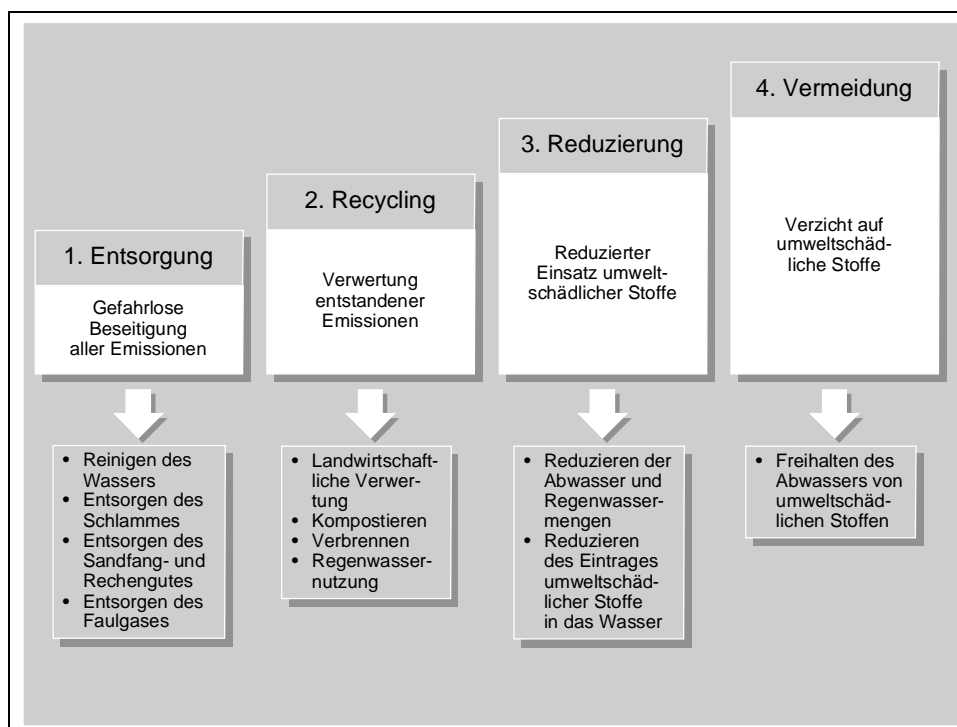 1. Entsorgung
Gefahrlose
Beseitigung
aller Emissionen
• Reinigen des
Wassers
• Entsorgen des
Schlammes
• Entsorgen des
Sandfang- und
Rechengutes
• Entsorgen des
Faulgases
2. Recycling
Verwertung
entstandener
Emissionen
• Landwirtschaft-
liche Verwer-
tung
• Kompostieren
• Verbrennen
• Regenwasser-
nutzung
3. Reduzierung
Reduzierter
Einsatz umwelt-
schädlicher Stoffe
• Reduzieren der
Abwasser und
Regenwasser-
mengen
• Reduzieren
des Eintrages
umweltschäd-
licher Stoffe
in das Wasser
4. Vermeidung
Verzicht auf
umweltschäd-
liche Stoffe
• Freihalten des
Abwassers von
umweltschäd-
lichen Stoffen